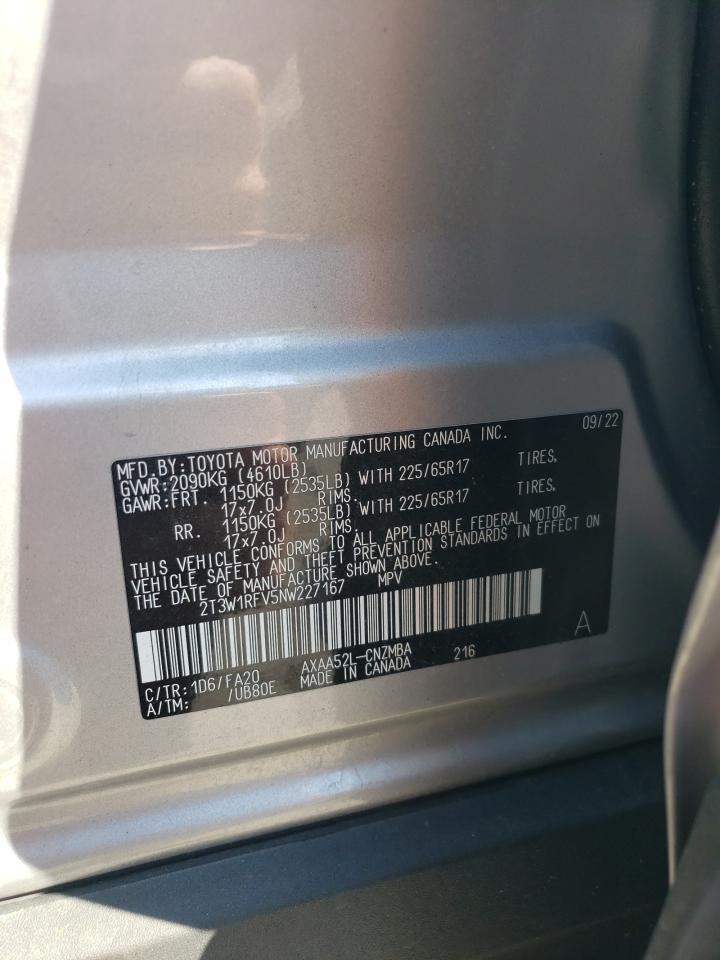 MFD.BY:TOYOTA MOTOR MANUFACTURING CANADA INC. 09/22
GVWR:2090KG (4610LB)
GAWR:FRT. 1150KG (2535LB) WITH 225/65R17 TIRES,
17x7.0J RIMS.
RR. 1150KG (2535LB) WITH 225/65R17 TIRES,
17x7.0J RIMS.
THIS VEHICLE CONFORMS TO ALL APPLICABLE FEDERAL MOTOR
VEHICLE SAFETY AND THEFT PREVENTION STANDARDS IN EFFECT ON
THE DATE OF MANUFACTURE SHOWN ABOVE.
2T3W1RFV5NW227167 MPV
A
C/TR:1D6/FA20 AXAA52L-CNZMBA 216
A/TM: /UB80E MADE IN CANADA